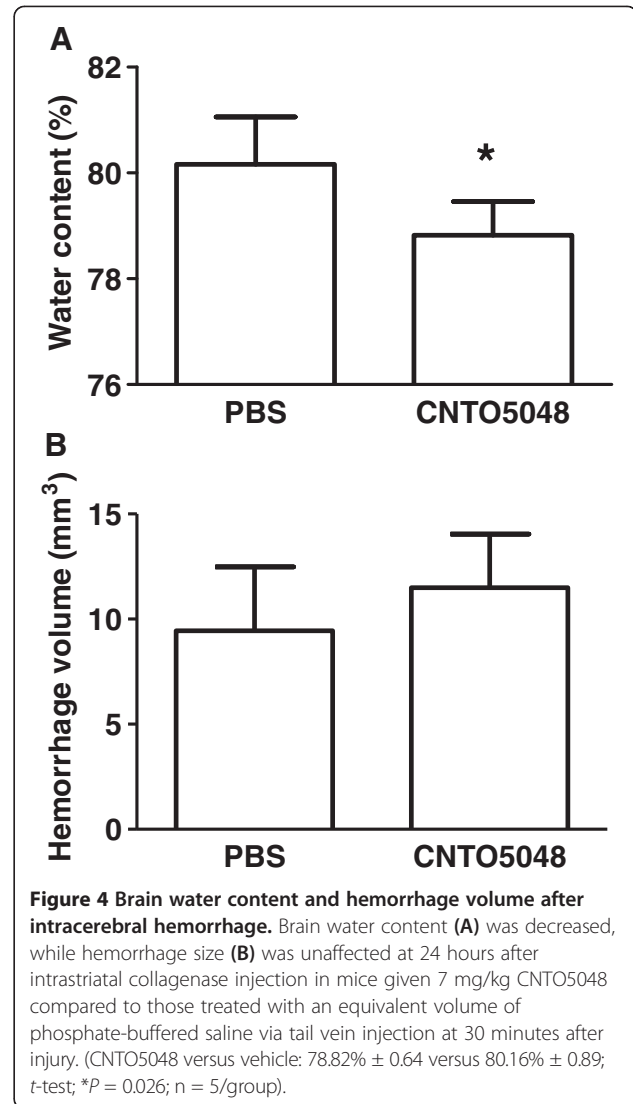 A
Water content (%)
82
80
78
76
*
PBS CNTO5048
B
Hemorrhage volume (mm³)
15
10
5
0
PBS CNTO5048
Figure 4 Brain water content and hemorrhage volume after
intracerebral hemorrhage. Brain water content (A) was decreased,
while hemorrhage size (B) was unaffected at 24 hours after
intrastriatal collagenase injection in mice given 7 mg/kg CNTO5048
compared to those treated with an equivalent volume of
phosphate-buffered saline via tail vein injection at 30 minutes after
injury. (CNTO5048 versus vehicle: 78.82% ± 0.64 versus 80.16% ± 0.89;
t-test; *P = 0.026; n = 5/group).